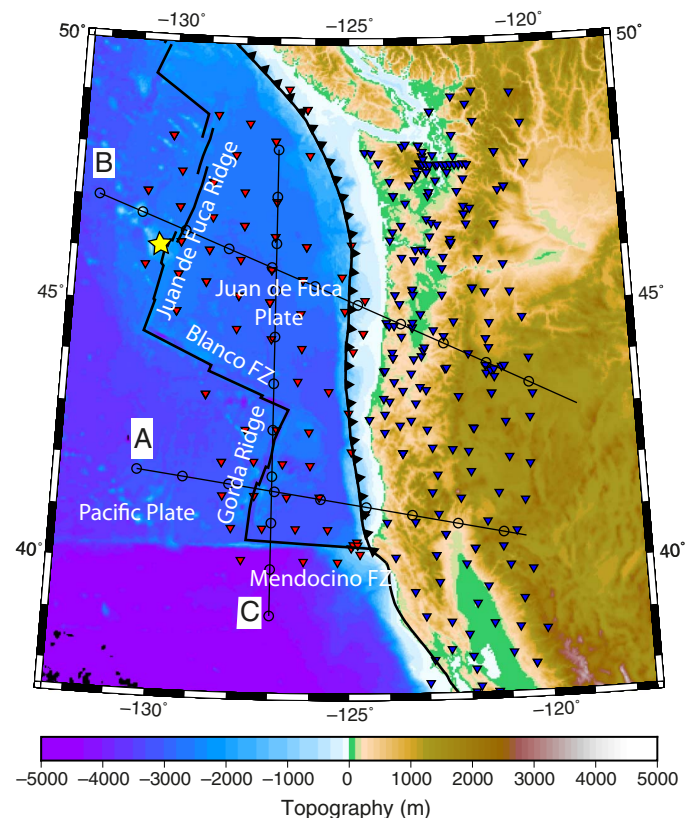 −130˚
−125˚
−120˚
50˚
50˚
B
Juan de Fuca Ridge
45˚
45˚
Juan de Fuca
Plate
Blanco FZ
A
Gorda Ridge
Pacific Plate
40˚
40˚
Mendocino FZ
C
−130˚
−125˚
−120˚
−5000 −4000 −3000 −2000 −1000 0 1000 2000 3000 4000 5000
Topography (m)